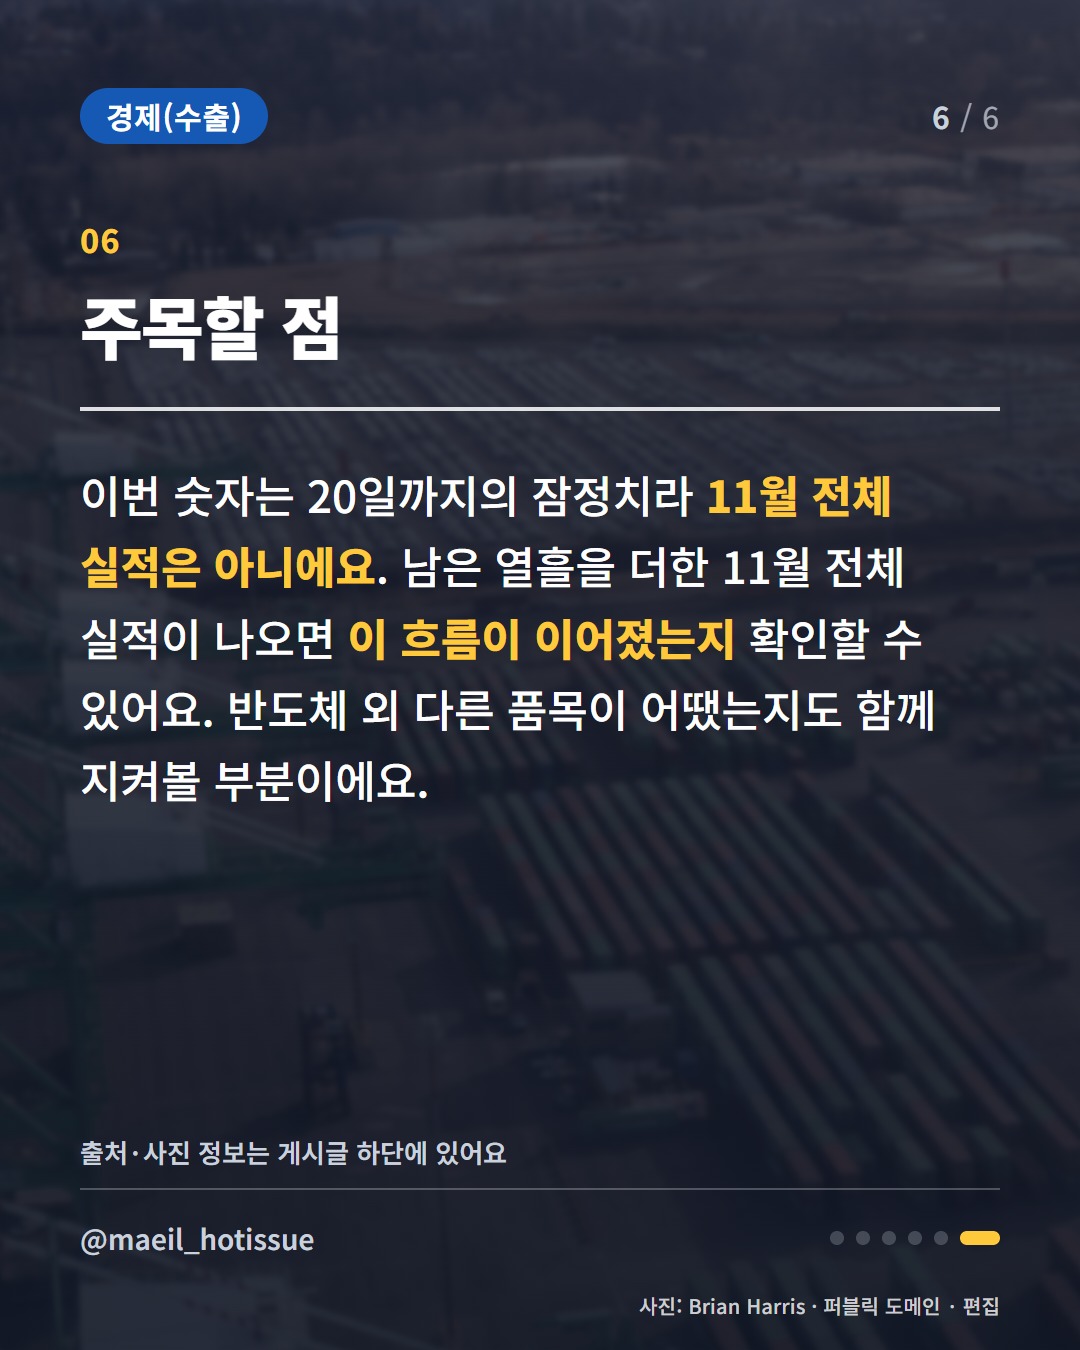 경제(수출)
6 / 6
06
주목할 점
이번 숫자는 20일까지의 잠정치라 11월 전체
실적은 아니에요. 남은 열흘을 더한 11월 전체
실적이 나오면 이 흐름이 이어졌는지 확인할 수
있어요. 반도체 외 다른 품목이 어땠는지도 함께
지켜볼 부분이에요.
출처·사진 정보는 게시글 하단에 있어요
@maeil_hotissue
사진: Brian Harris · 퍼블릭 도메인 · 편집